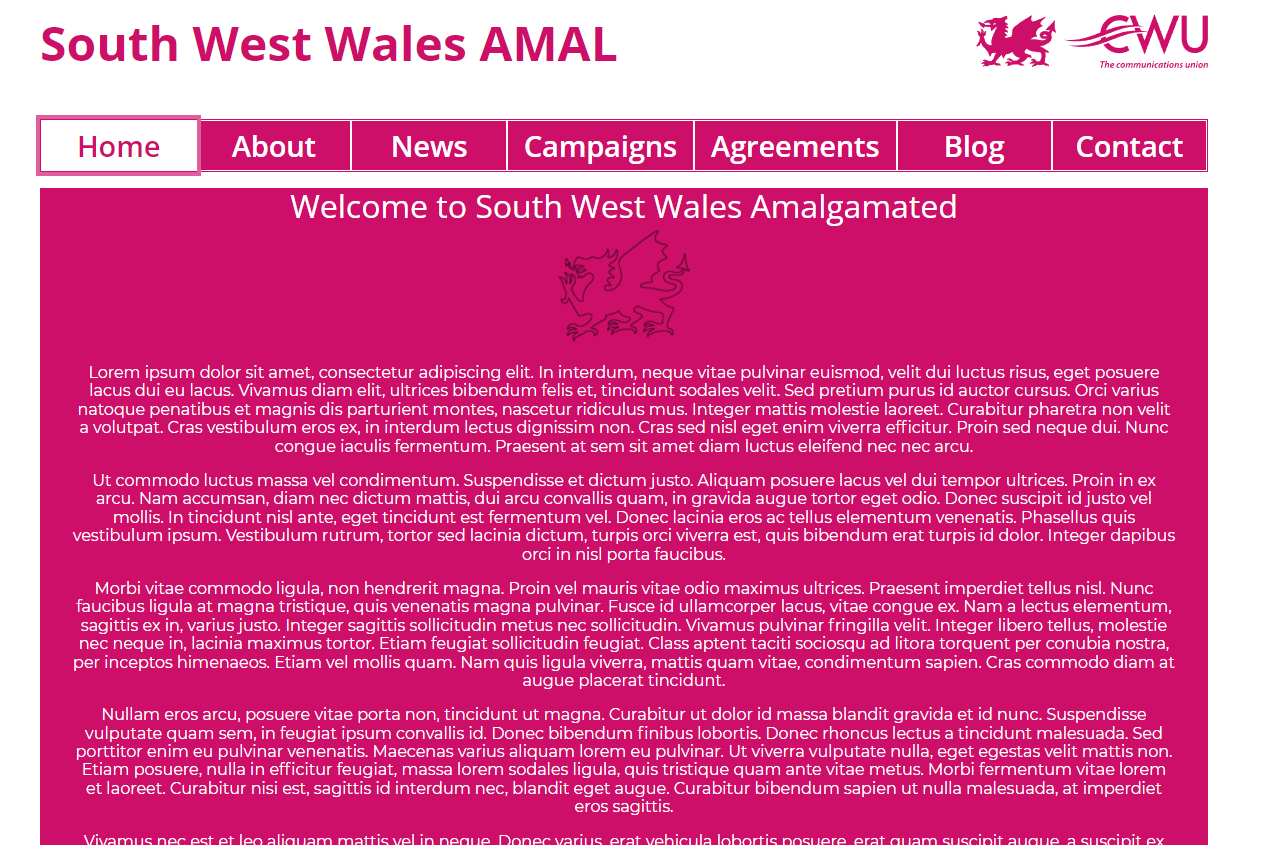 South West Wales AMAL
CWU
The communications union
Home About News Campaigns Agreements Blog Contact
Welcome to South West Wales Amalgamated
Lorem ipsum dolor sit amet, consectetur adipiscing elit. In interdum, neque vitae pulvinar euismod, velit dui luctus risus, eget posuere
lacus dui eu lacus. Vivamus diam elit, ultrices bibendum felis et, tincidunt sodales velit. Sed pretium purus id auctor cursus. Orci varius
natoque penatibus et magnis dis parturient montes, nascetur ridiculus mus. Integer mattis molestie laoreet. Curabitur pharetra non velit
a volutpat. Cras vestibulum eros ex, in interdum lectus dignissim non. Cras sed nisl eget enim viverra efficitur. Proin sed neque dui. Nunc
congue iaculis fermentum. Praesent at sem sit amet diam luctus eleifend nec nec arcu.
Ut commodo luctus massa vel condimentum. Suspendisse et dictum justo. Aliquam posuere lacus vel dui tempor ultrices. Proin in ex
arcu. Nam accumsan, diam nec dictum mattis, dui arcu convallis quam, in gravida augue tortor eget odio. Donec suscipit id justo vel
mollis. In tincidunt nisl ante, eget tincidunt est fermentum vel. Donec lacinia eros ac tellus elementum venenatis. Phasellus quis
vestibulum ipsum. Vestibulum rutrum, tortor sed lacinia dictum, turpis orci viverra est, quis bibendum erat turpis id dolor. Integer dapibus
orci in nisl porta faucibus.
Morbi vitae commodo ligula, non hendrerit magna. Proin vel mauris vitae odio maximus ultrices. Praesent imperdiet tellus nisl. Nunc
faucibus ligula at magna tristique, quis venenatis magna pulvinar. Fusce id ullamcorper lacus, vitae congue ex. Nam a lectus elementum,
sagittis ex in, varius justo. Integer sagittis sollicitudin metus nec sollicitudin. Vivamus pulvinar fringilla velit. Integer libero tellus, molestie
nec neque in, lacinia maximus tortor. Etiam feugiat sollicitudin feugiat. Class aptent taciti sociosqu ad litora torquent per conubia nostra,
per inceptos himenaeos. Etiam vel mollis quam. Nam quis ligula viverra, mattis quam vitae, condimentum sapien. Cras commodo diam at
augue placerat tincidunt.
Nullam eros arcu, posuere vitae porta non, tincidunt ut magna. Curabitur ut dolor id massa blandit gravida et id nunc. Suspendisse
vulputate quam sem, in feugiat ipsum convallis id. Donec bibendum finibus lobortis. Donec rhoncus lectus a tincidunt malesuada. Sed
porttitor enim eu pulvinar venenatis. Maecenas varius aliquam lorem eu pulvinar. Ut viverra vulputate nulla, eget egestas velit mattis non.
Etiam posuere, nulla in efficitur feugiat, massa lorem sodales ligula, quis tristique quam ante vitae metus. Morbi fermentum vitae lorem
et laoreet. Curabitur nisi est, sagittis id interdum nec, blandit eget augue. Curabitur bibendum sapien ut nulla malesuada, at imperdiet
eros sagittis.
Vivamus nec est et leo aliquam mattis vel in neque. Donec varius, erat vehicula lobortis posuere, erat quam suscipit augue, a suscipit ex